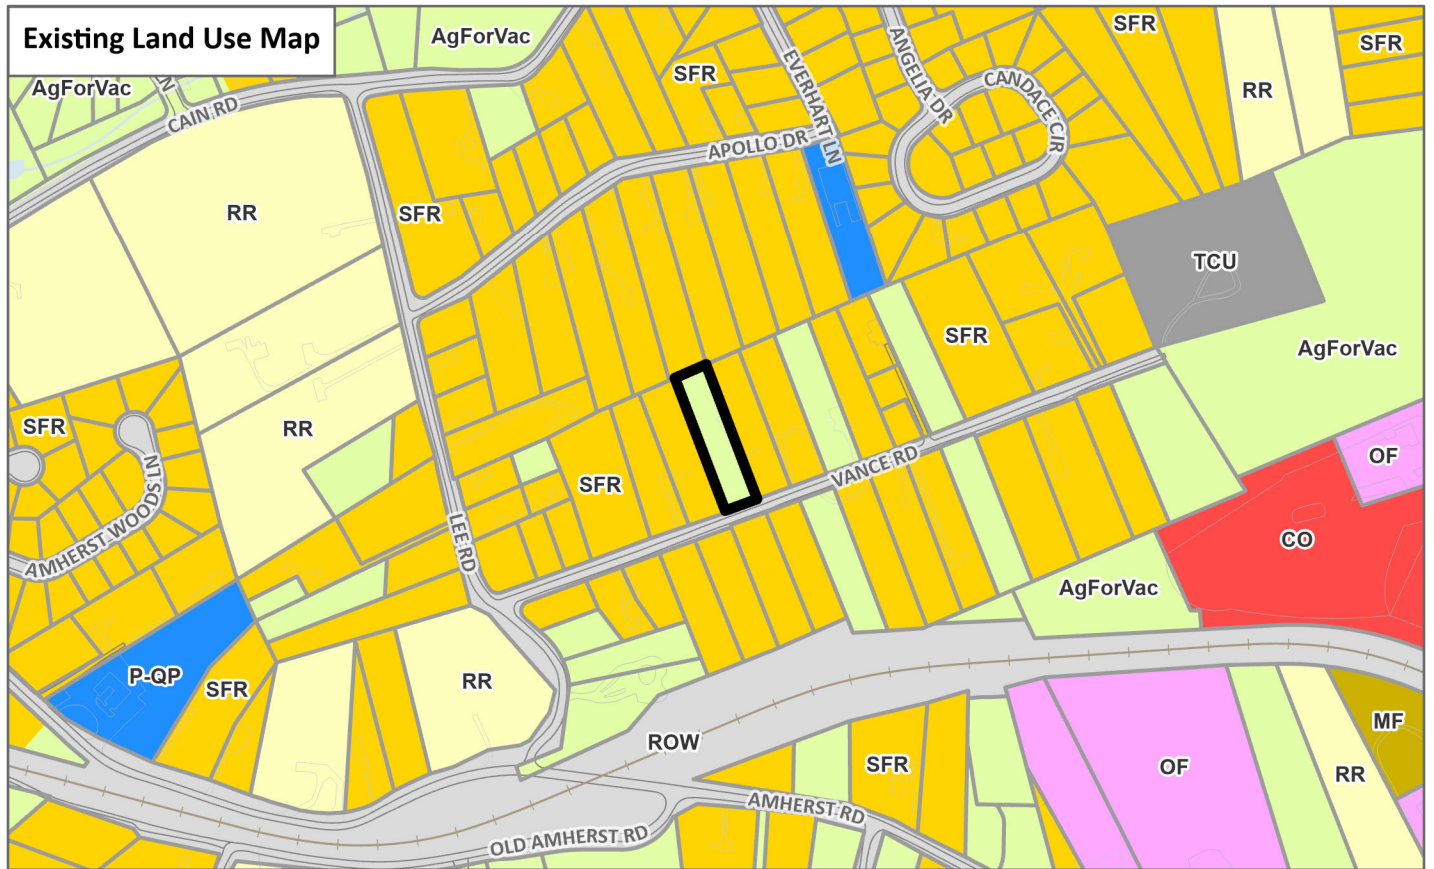 Existing Land Use Map
AgForVac
SFR
SFR
AgForVac
SFR
RR
LN
CAIN RD
EVERHART LN
ANGELIA DR
CANDACE CIR
APOLLO DR
RR
SFR
TCU
SFR
AgForVac
SFR
RR
OF
SFR
VANCE RD
AMHERST WOODS LN
LEE RD
CO
AgForVac
P-QP
SFR
RR
MF
ROW
SFR
OF
RR
AMHERST RD
OLD AMHERST RD